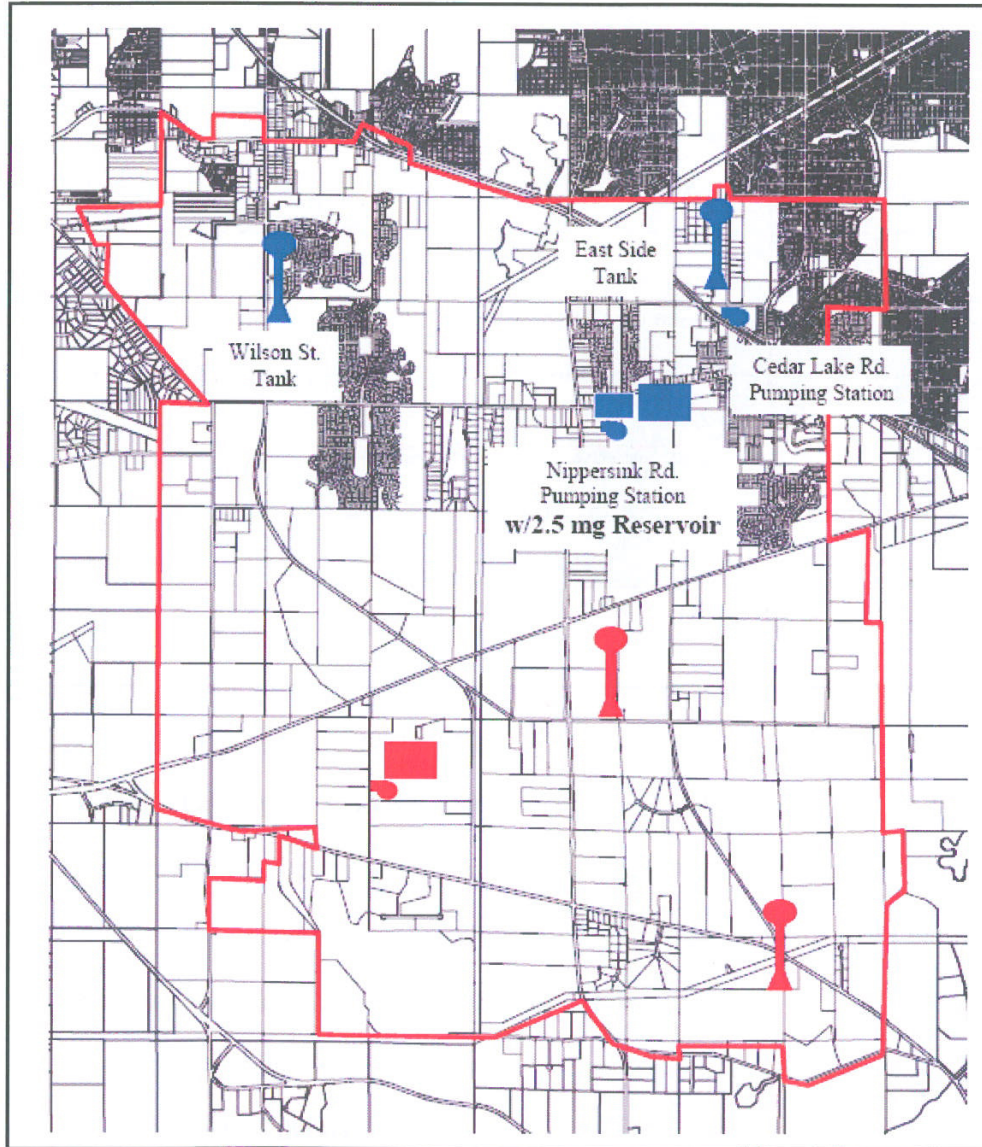 East Side
Tank
Wilson St.
Tank
Cedar Lake Rd.
Pumping Station
Nippersink Rd.
Pumping Station
w/2.5 mg Reservoir